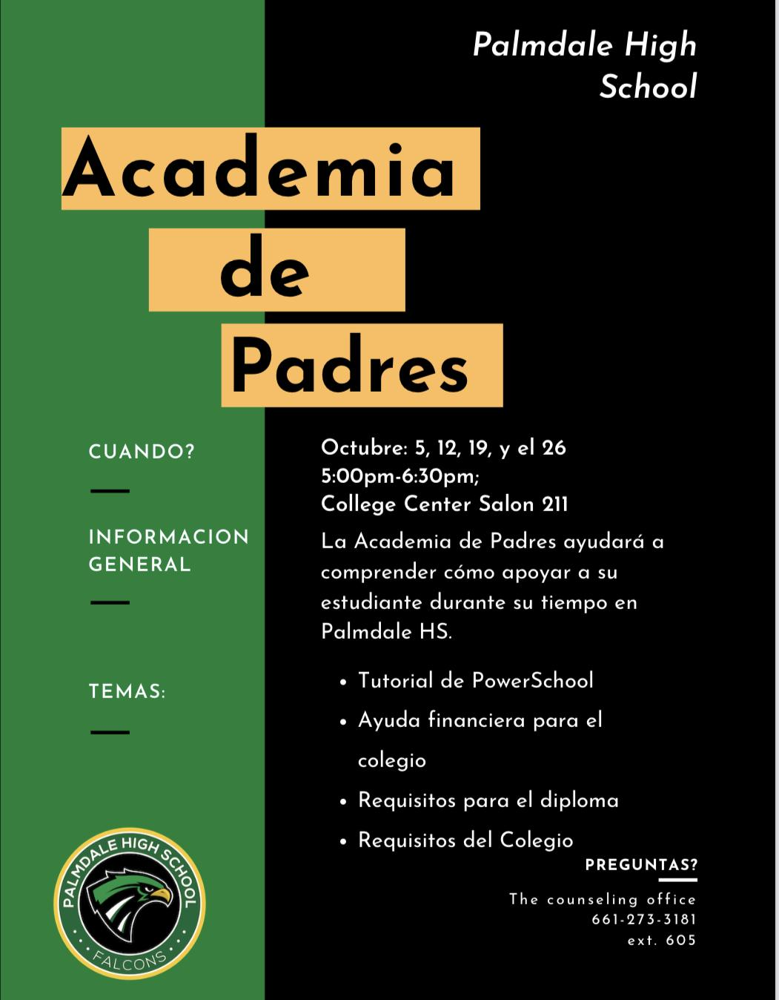 Palmdale High
School
Academia
de
Padres
CUANDO?
Octubre: 5, 12, 19, y el 26
5:00pm-6:30pm;
College Center Salon 211
INFORMACION
GENERAL
La Academia de Padres ayudará a
comprender cómo apoyar a su
estudiante durante su tiempo en
Palmdale HS.
TEMAS:
• Tutorial de PowerSchool
• Ayuda financiera para el
colegio
• Requisitos para el diploma
• Requisitos del Colegio
PREGUNTAS?
The counseling office
661-273-3181
ext. 605
PALMDALE HIGH SCHOOL
FALCONS